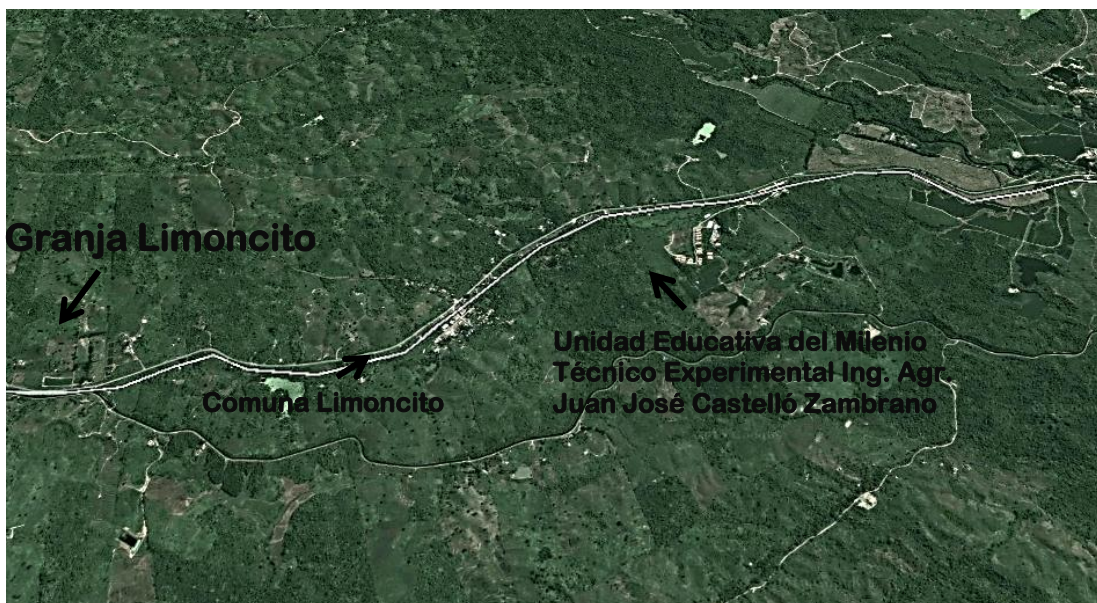 Granja Limoncito
Unidad Educativa del Milenio
Técnico Experimental Ing. Agr.
Juan José Castelló Zambrano
Comuna Limoncito